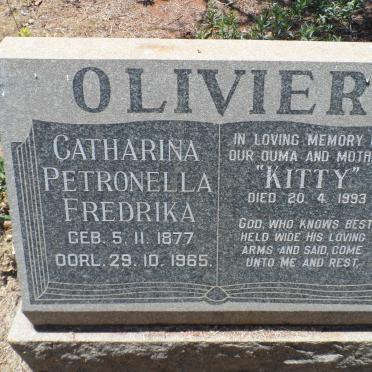 OLIVIER
CATHARINA
PETRONELLA
FREDRIKA
GEB. 5. 11. 1877
OORL. 29. 10. 1965.
IN LOVING MEMORY
OUR OUMA AND MOTH
"KITTY"
DIED 20. 4. 1993
GOD, WHO KNOWS BEST
HELD WIDE HIS LOVING
ARMS AND SAID, COME
UNTO ME AND REST.